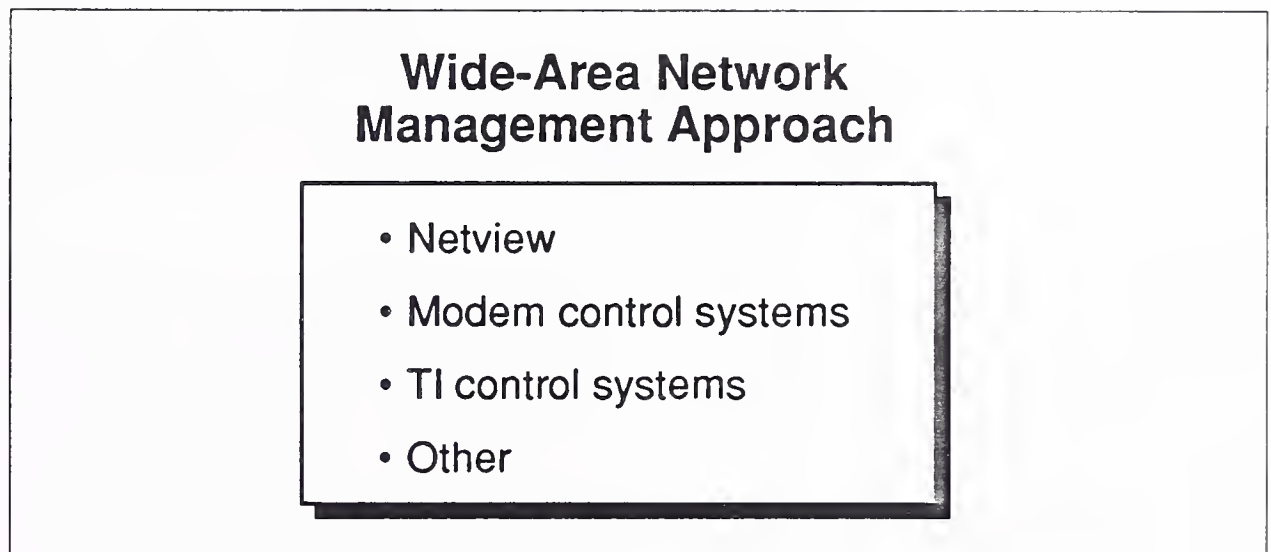 Wide-Area Network
Management Approach
• Netview
• Modem control systems
• TI control systems
• Other